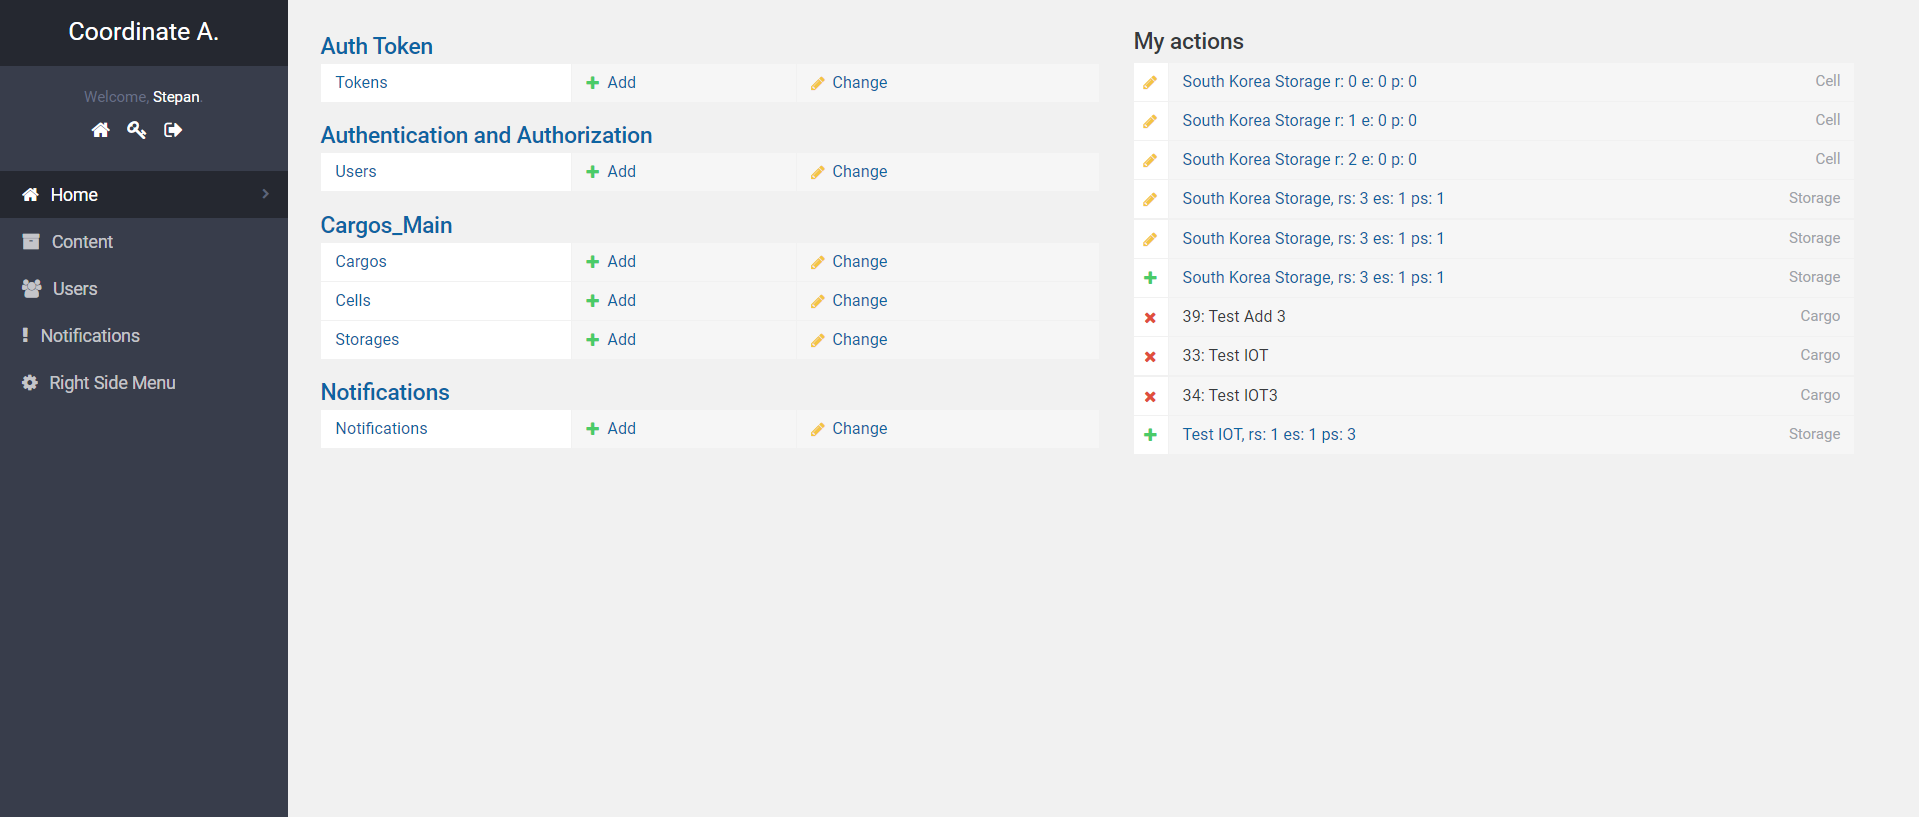 Coordinate A.
Welcome, Stepan.
Home
Content
Users
Notifications
Right Side Menu
Auth Token
Tokens Add Change
Authentication and Authorization
Users Add Change
Cargos_Main
Cargos Add Change
Cells Add Change
Storages Add Change
Notifications
Notifications Add Change
My actions
South Korea Storage r: 0 e: 0 p: 0 Cell
South Korea Storage r: 1 e: 0 p: 0 Cell
South Korea Storage r: 2 e: 0 p: 0 Cell
South Korea Storage, rs: 3 es: 1 ps: 1 Storage
South Korea Storage, rs: 3 es: 1 ps: 1 Storage
South Korea Storage, rs: 3 es: 1 ps: 1 Storage
39: Test Add 3 Cargo
33: Test IOT Cargo
34: Test IOT3 Cargo
Test IOT, rs: 1 es: 1 ps: 3 Storage